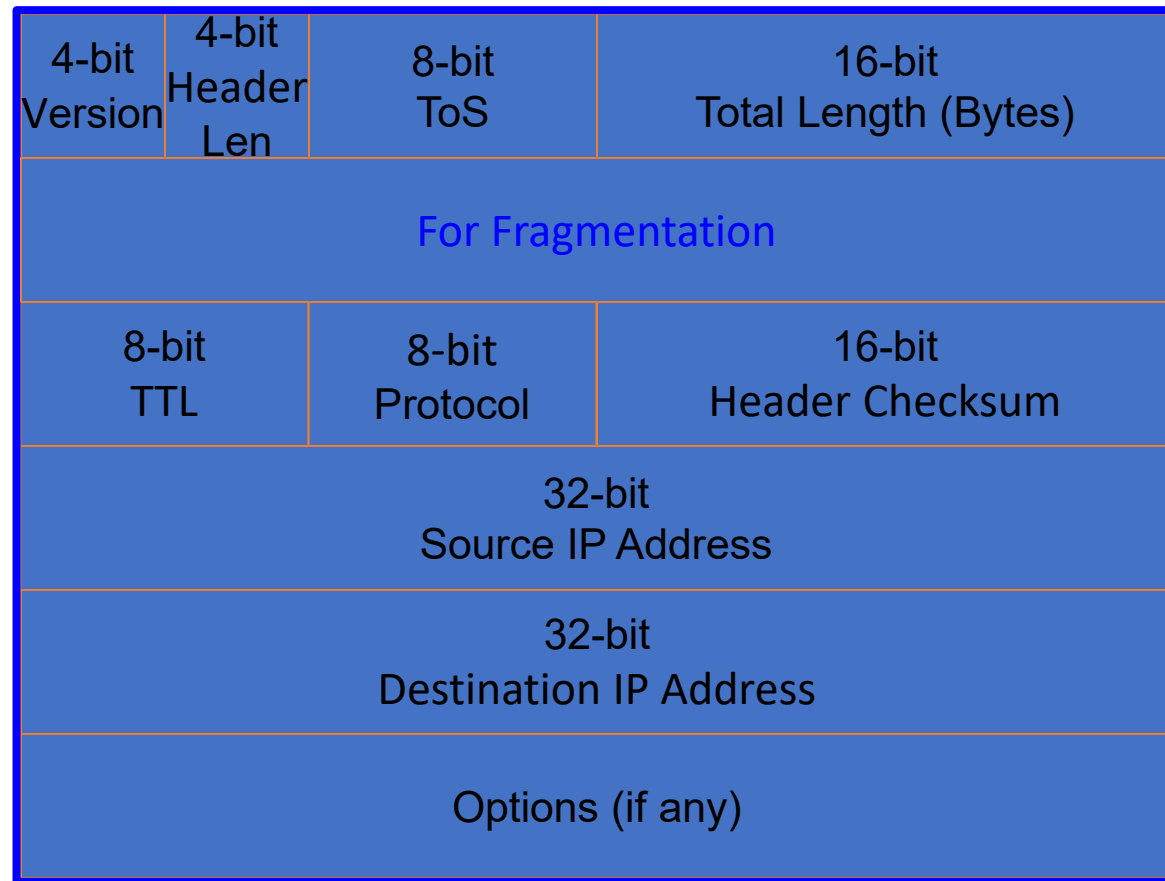 4-bit
Version
4-bit
Header
Len
8-bit
ToS
16-bit
Total Length (Bytes)
For Fragmentation
8-bit
TTL
8-bit
Protocol
16-bit
Header Checksum
32-bit
Source IP Address
32-bit
Destination IP Address
Options (if any)